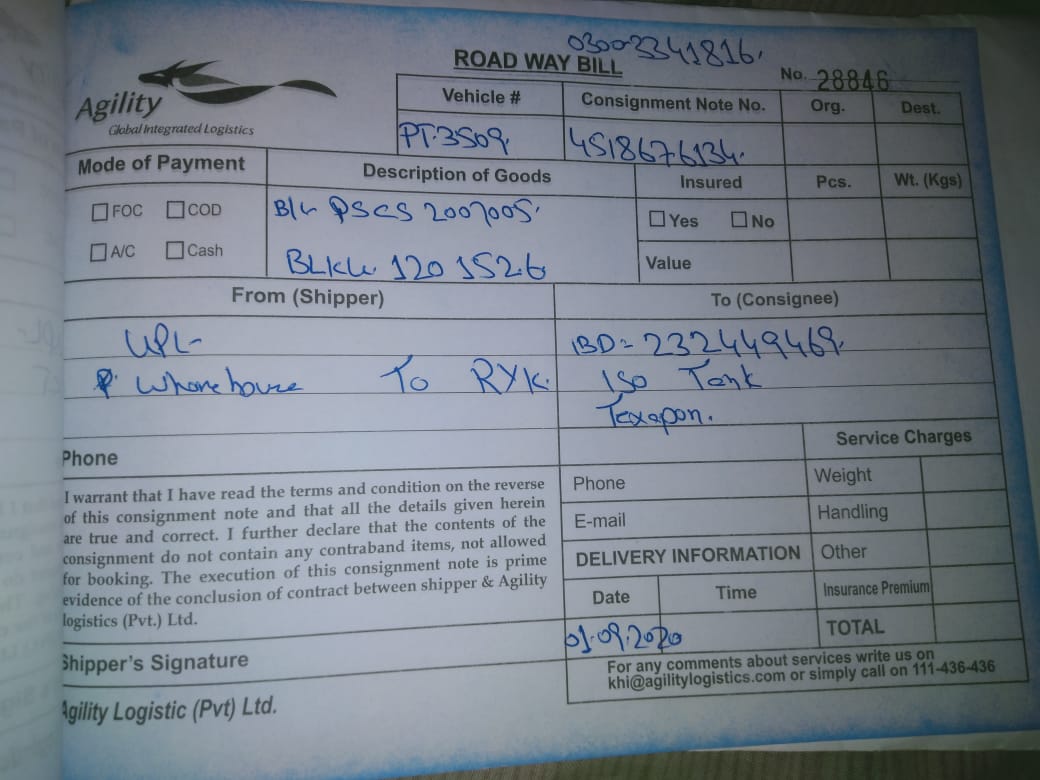 0300-3341816.
ROAD WAY BILL
No. 28846
Agility
Global Integrated Logistics
Vehicle # Consignment Note No. Org. Dest.
PT.3509. 4518676134.
Mode of Payment Description of Goods Insured Pcs. Wt. (Kgs)
FOC COD
A/C Cash
PSCS 2007005.
BLKU. 120 1526
Yes No
Value
From (Shipper) To (Consignee)
UPL-
Wharehouse To RYK.
IBD= 232449469.
ISO Tank
Texapon.
Phone
I warrant that I have read the terms and condition on the reverse
of this consignment note and that all the details given herein
are true and correct. I further declare that the contents of the
consignment do not contain any contraband items, not allowed
for booking. The execution of this consignment note is prime
evidence of the conclusion of contract between shipper & Agility
logistics (Pvt.) Ltd.
Shipper's Signature
Agility Logistic (Pvt) Ltd.
Phone
E-mail
DELIVERY INFORMATION
Date Time
01.09.2020
Service Charges
Weight
Handling
Other
Insurance Premium
TOTAL
For any comments about services write us on
khi@agilitylogistics.com or simply call on 111-436-436